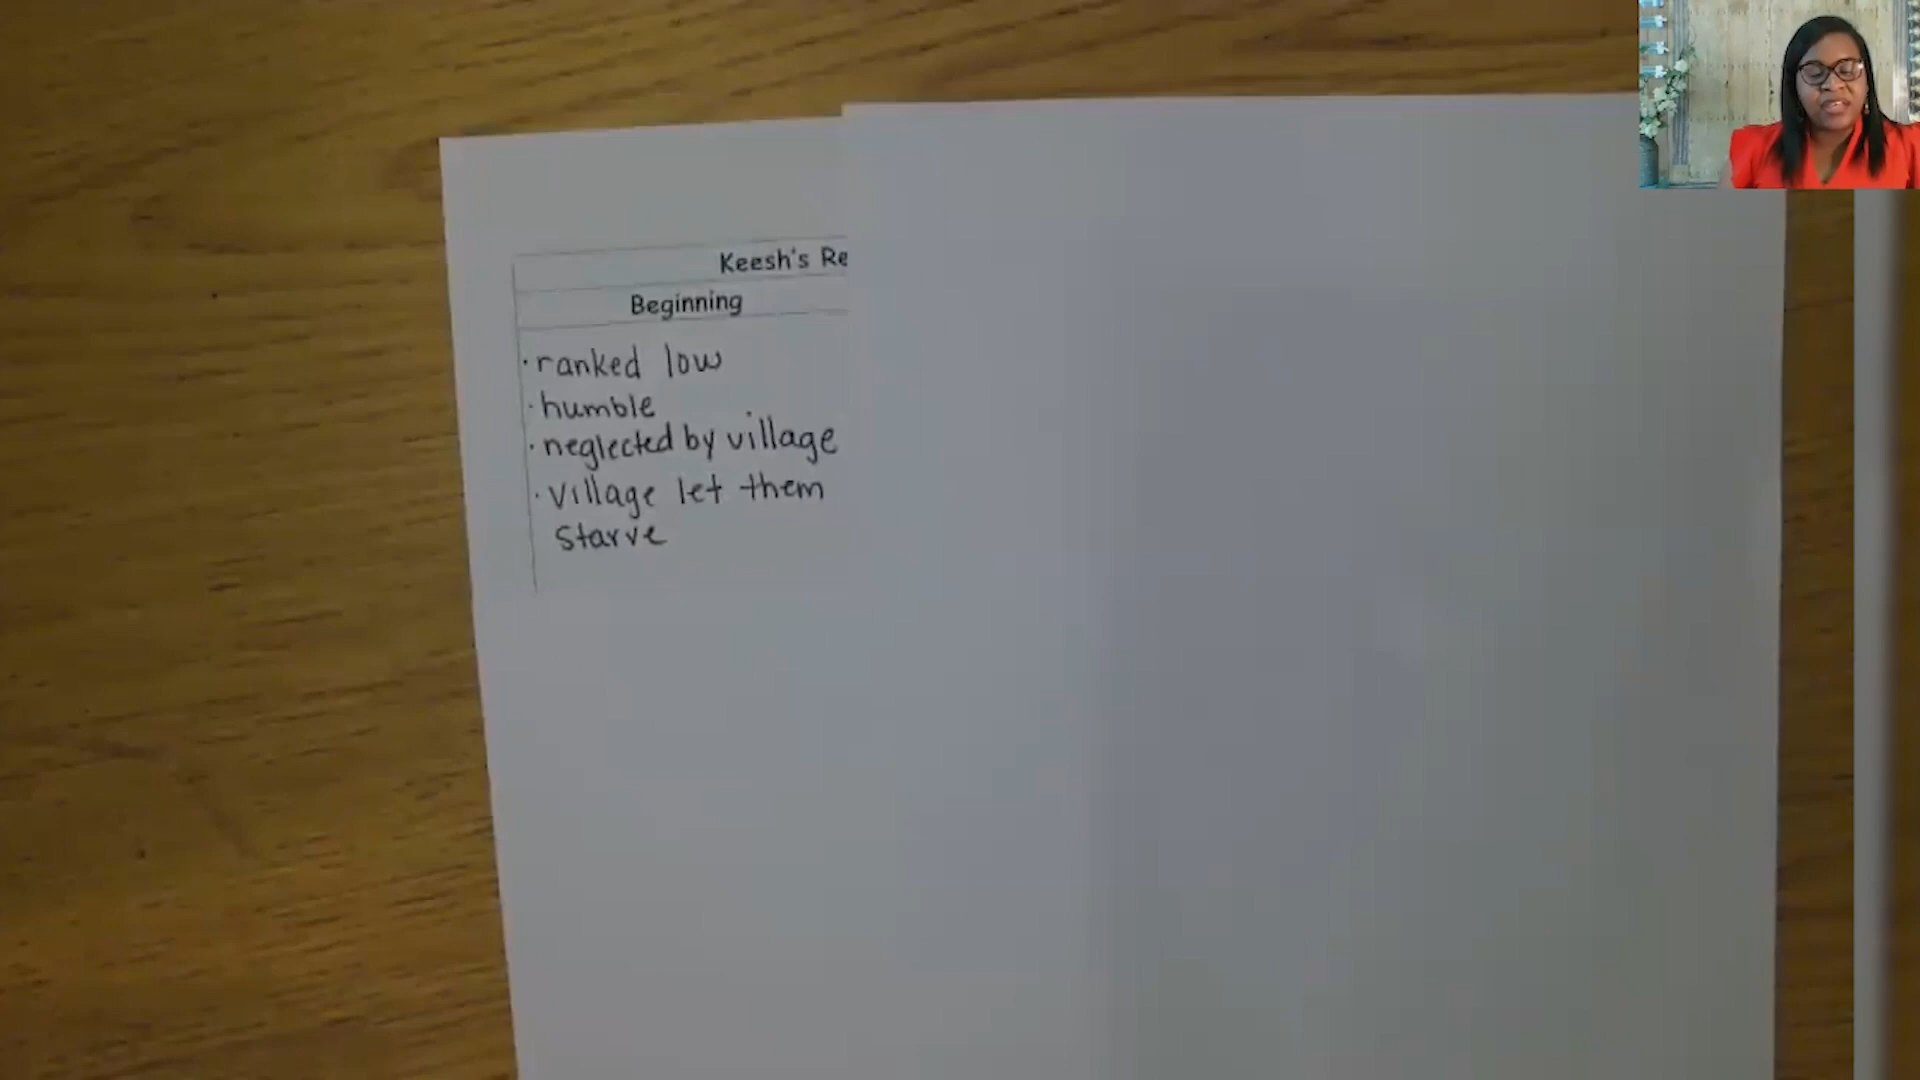 Keesh's Re
Beginning
· ranked low
· humble
· neglected by village
· village let them
starve